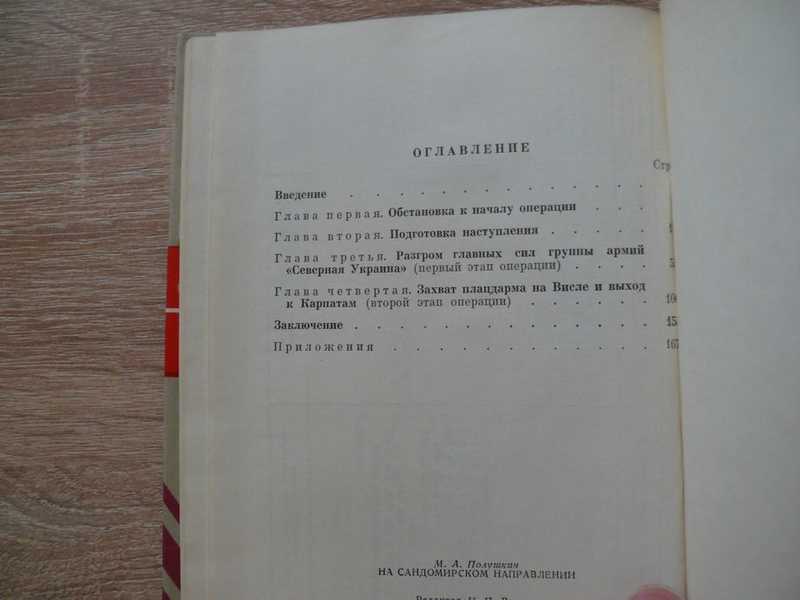 ОГЛАВЛЕНИЕ
Стр
Введение . . . . . . . . . . . . . .
Глава первая. Обстановка к началу операции . . .
Глава вторая. Подготовка наступления . . . . .
Глава третья. Разгром главных сил группы армий
«Северная Украина» (первый этап операции) . . . .
Глава четвертая. Захват плацдарма на Висле и выход
к Карпатам (второй этап операции) . . . . . .
Заключение . . . . . . . . . . . . . .
Приложения . . . . . . . . . . . 167
М. А. Полушкин
НА САНДОМИРСКОМ НАПРАВЛЕНИИ